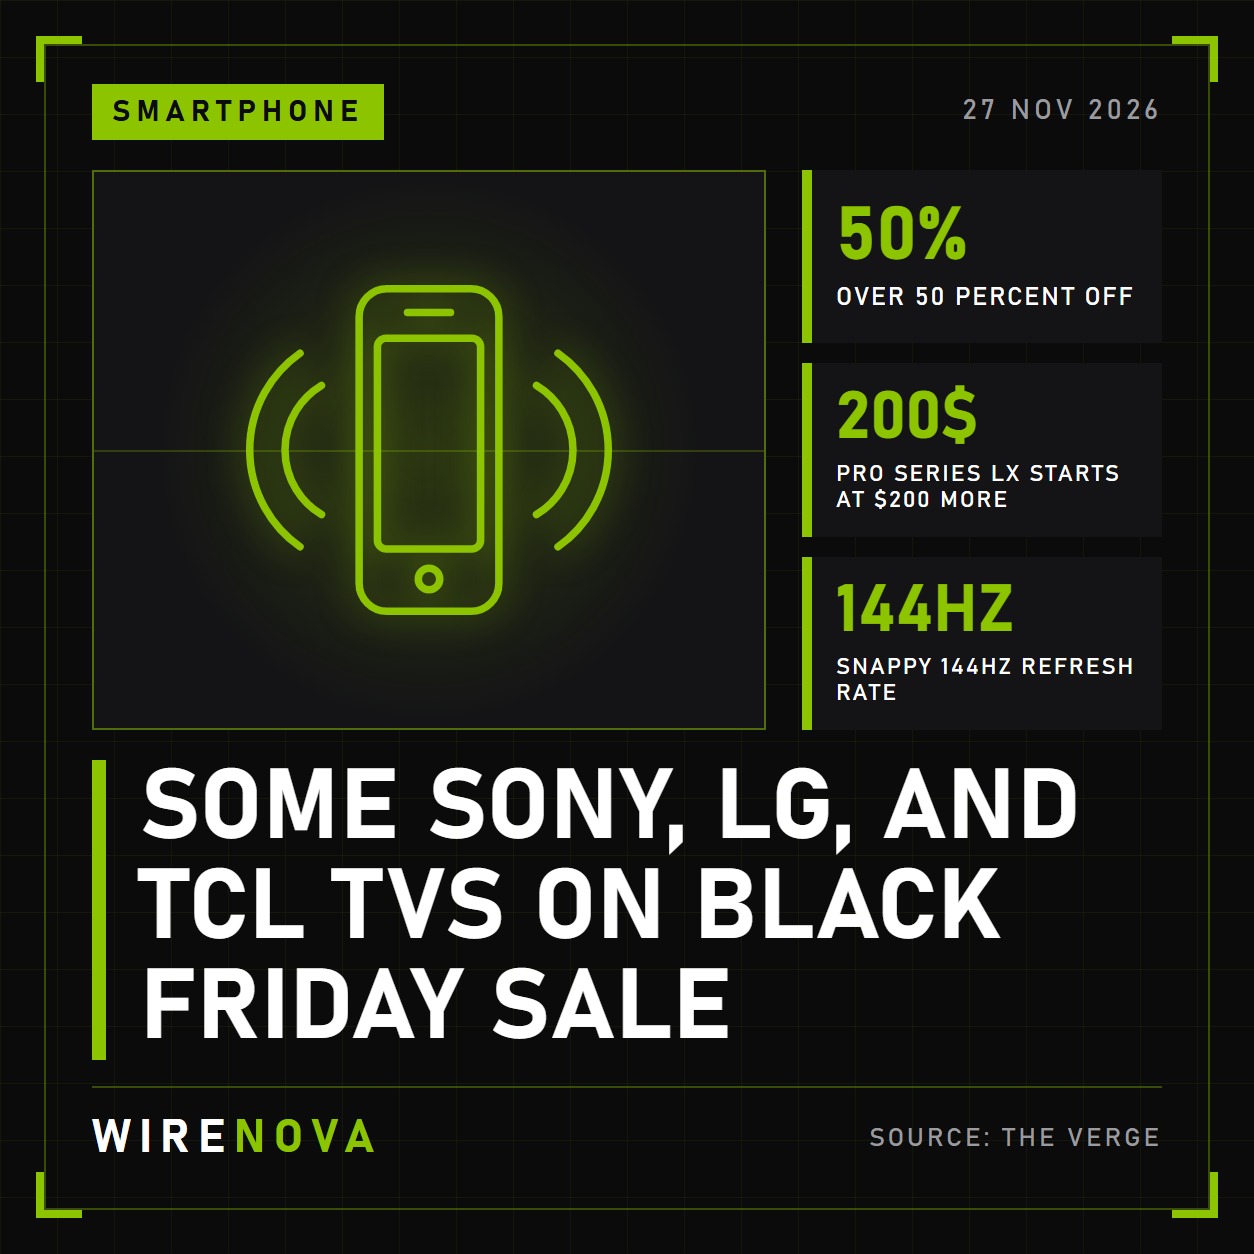 SMARTPHONE
27 NOV 2026
50%
OVER 50 PERCENT OFF
200$
PRO SERIES LX STARTS
AT $200 MORE
144HZ
SNAPPY 144HZ REFRESH
RATE
SOME SONY, LG, AND
TCL TVS ON BLACK
FRIDAY SALE
WIRENOVA
SOURCE: THE VERGE